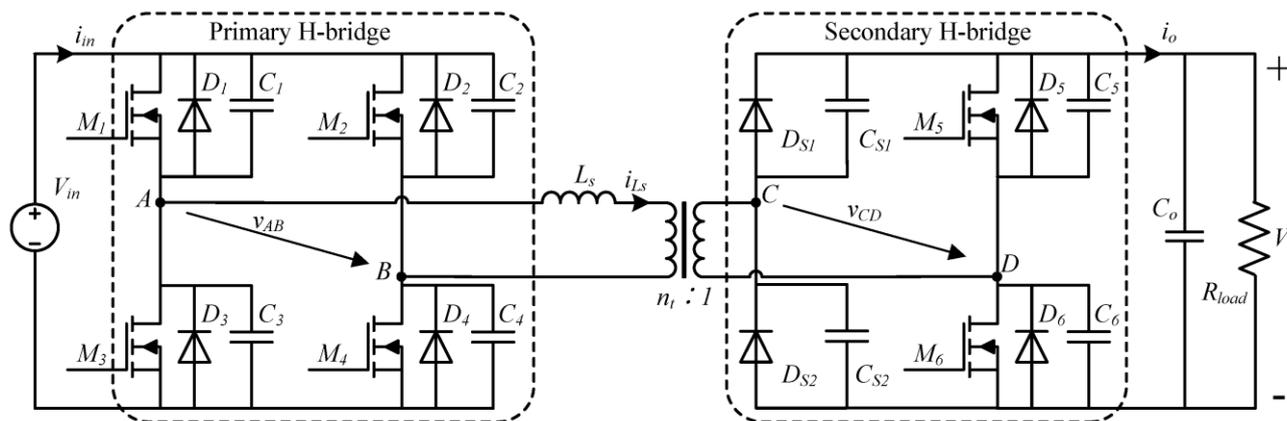 Primary H-bridge
Secondary H-bridge
i_in
i_o
D_1
C_1
D_2
C_2
D_5
C_5
M_1
M_2
M_5
D_S1
C_S1
+
V_in
L_s
i_Ls
A
C
v_AB
v_CD
C_o
V
B
D
R_load
n_t : 1
D_3
C_3
D_4
C_4
D_6
C_6
M_3
M_4
M_6
D_S2
C_S2
-